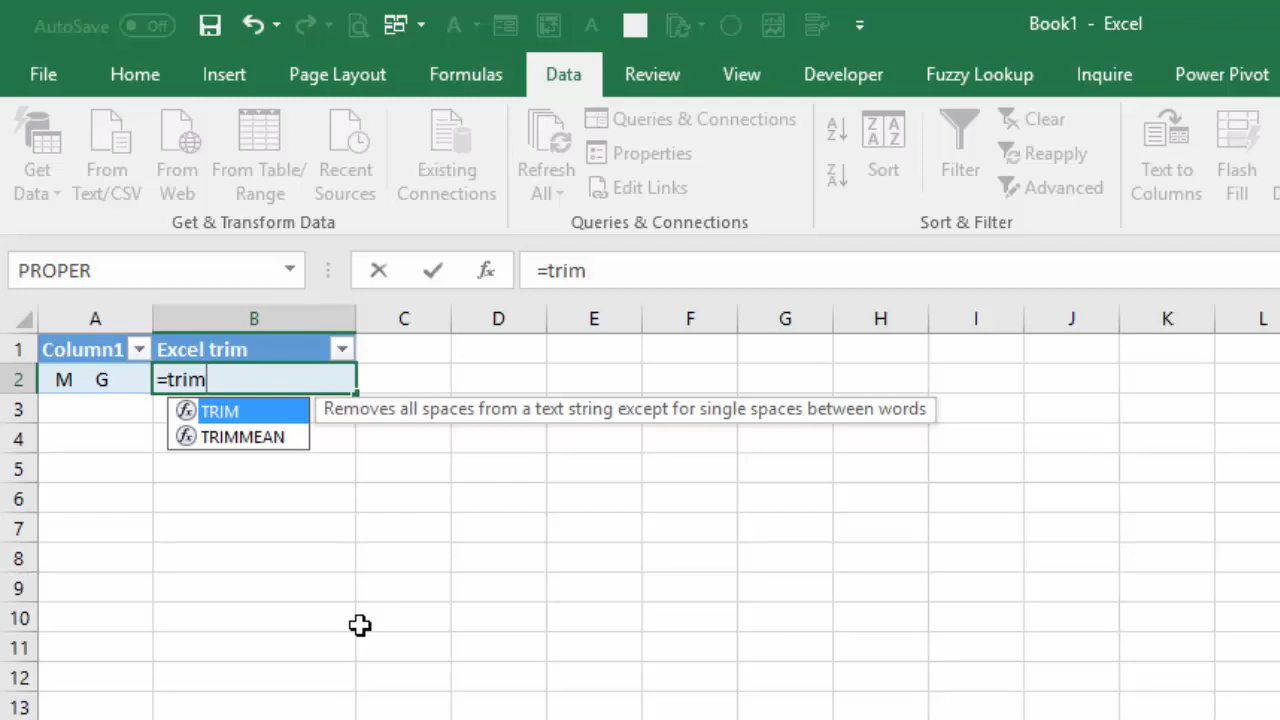 AutoSave Off Book1 - Excel
File Home Insert Page Layout Formulas Data Review View Developer Fuzzy Lookup Inquire Power Pivot
Get Data
From Text/CSV
From Web
From Table/ Range
Recent Sources
Existing Connections
Get & Transform Data
Refresh All
Queries & Connections
Properties
Edit Links
Queries & Connections
Sort
Filter
Clear
Reapply
Advanced
Sort & Filter
Text to Columns
Flash Fill
PROPER fx =trim
A B C D E F G H I J K L
1 Column1 Excel trim
2 M G =trim
3 fx TRIM Removes all spaces from a text string except for single spaces between words
4 fx TRIMMEAN
5
6
7
8
9
10
11
12
13